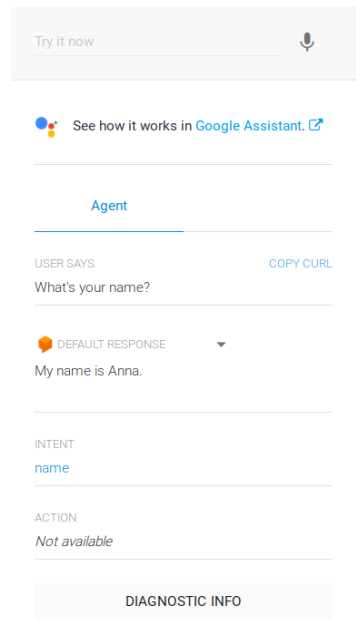 Try it now
See how it works in Google Assistant.
Agent
USER SAYS COPY CURL
What's your name?
DEFAULT RESPONSE
My name is Anna.
INTENT
name
ACTION
Not available
DIAGNOSTIC INFO